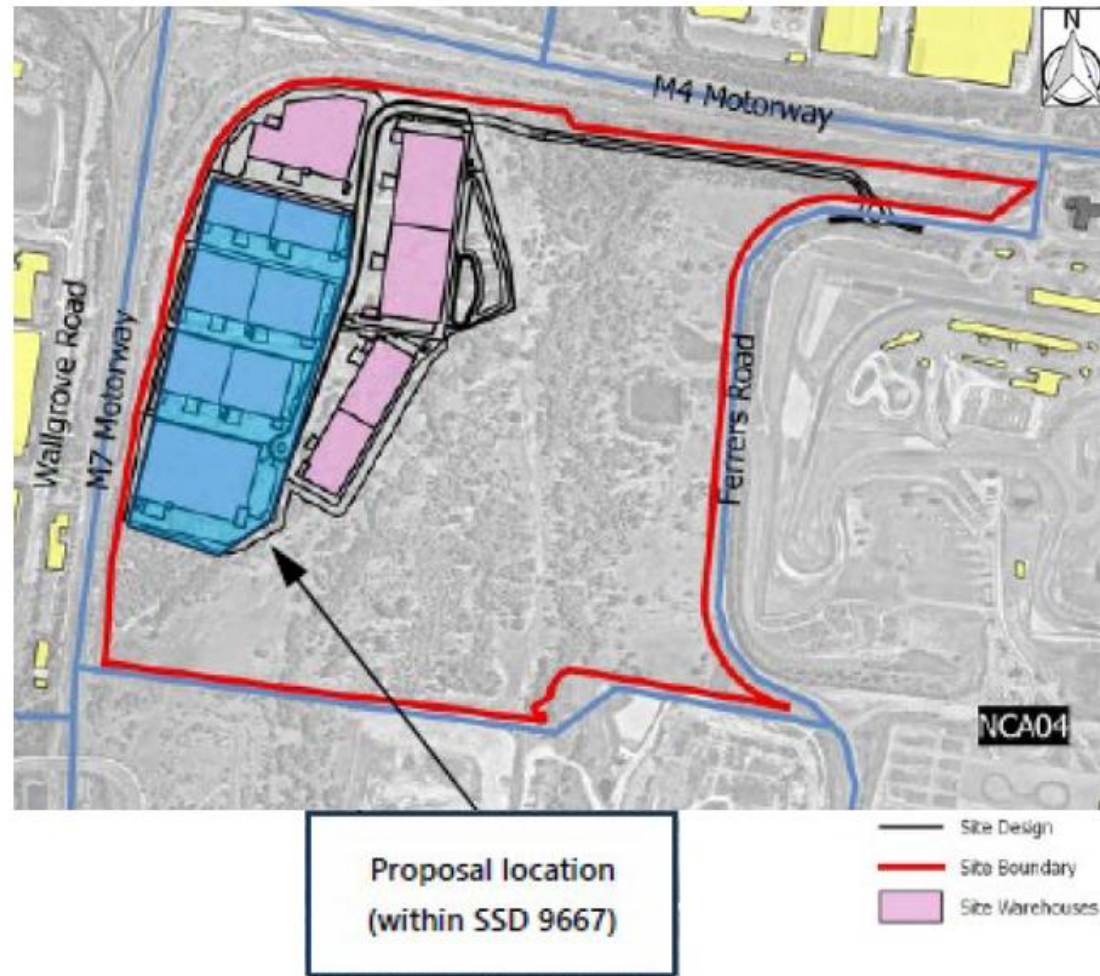 N
M4 Motorway
Wallgrove Road
M7 Motorway
Ferrers Road
NCA04
Proposal location
(within SSD 9667)
Site Design
Site Boundary
Site Warehouses